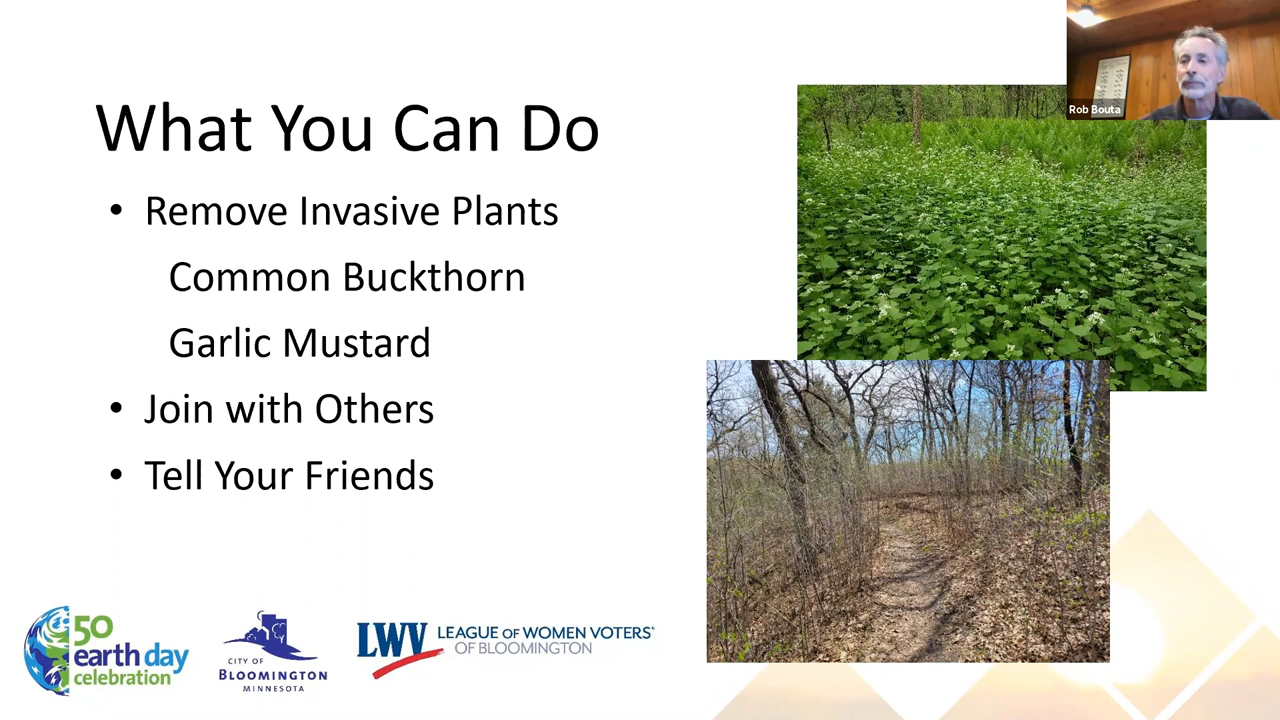 Rob Bouta
What You Can Do
• Remove Invasive Plants
Common Buckthorn
Garlic Mustard
• Join with Others
• Tell Your Friends
50
earth day
celebration
CITY OF
BLOOMINGTON
MINNESOTA
LWV LEAGUE OF WOMEN VOTERS
OF BLOOMINGTON